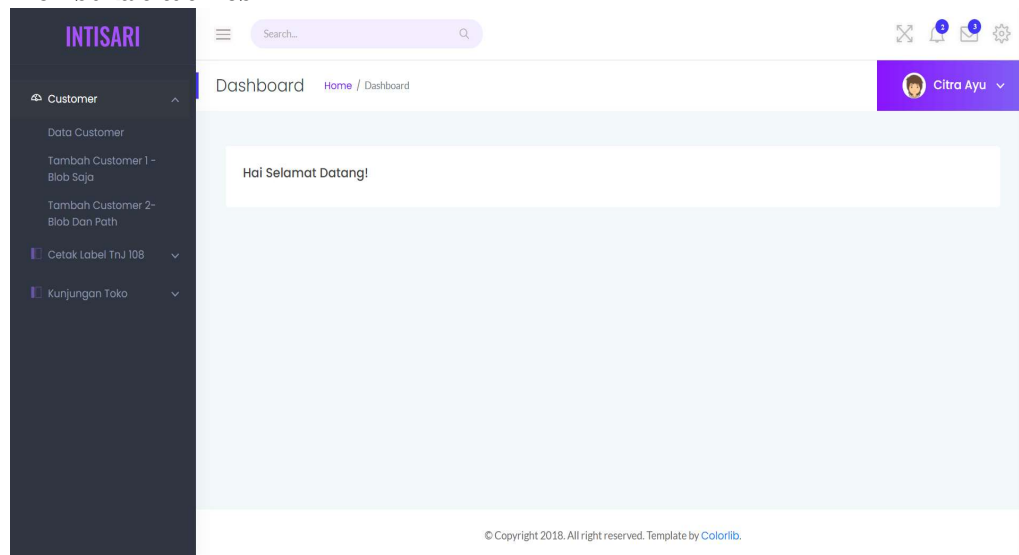 INTISARI
Search...
2
3
Dashboard Home / Dashboard
Citra Ayu
Customer
Data Customer
Tambah Customer 1 -
Blob Saja
Tambah Customer 2-
Blob Dan Path
Cetak Label TnJ 108
Kunjungan Toko
Hai Selamat Datang!
© Copyright 2018. All right reserved. Template by Colorlib.